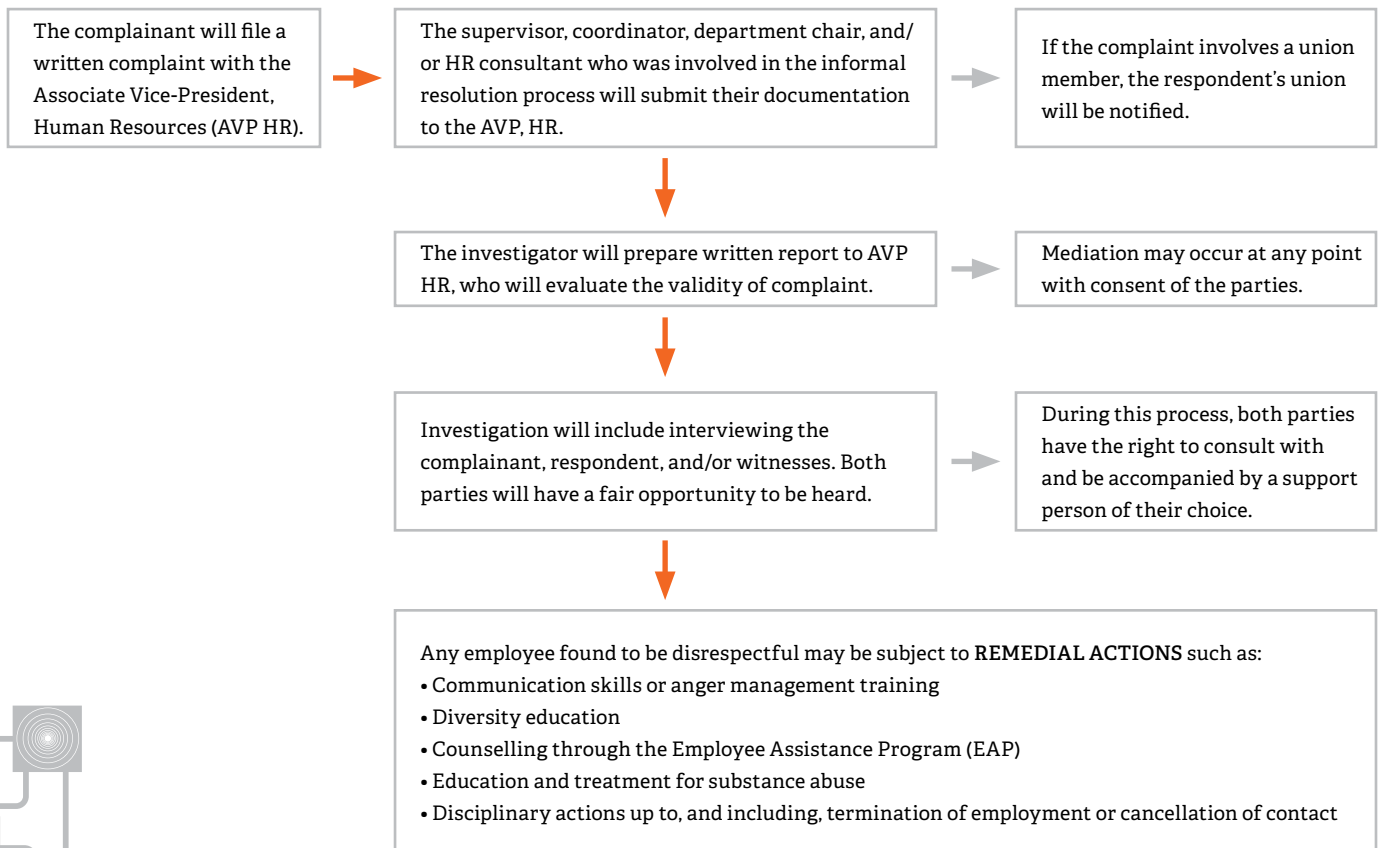 The complainant will file a
written complaint with the
Associate Vice-President,
Human Resources (AVP HR).
The supervisor, coordinator, department chair, and/
or HR consultant who was involved in the informal
resolution process will submit their documentation
to the AVP, HR.
If the complaint involves a union
member, the respondent's union
will be notified.
The investigator will prepare written report to AVP
HR, who will evaluate the validity of complaint.
Mediation may occur at any point
with consent of the parties.
Investigation will include interviewing the
complainant, respondent, and/or witnesses. Both
parties will have a fair opportunity to be heard.
During this process, both parties
have the right to consult with
and be accompanied by a support
person of their choice.
Any employee found to be disrespectful may be subject to REMEDIAL ACTIONS such as:
• Communication skills or anger management training
• Diversity education
• Counselling through the Employee Assistance Program (EAP)
• Education and treatment for substance abuse
• Disciplinary actions up to, and including, termination of employment or cancellation of contact